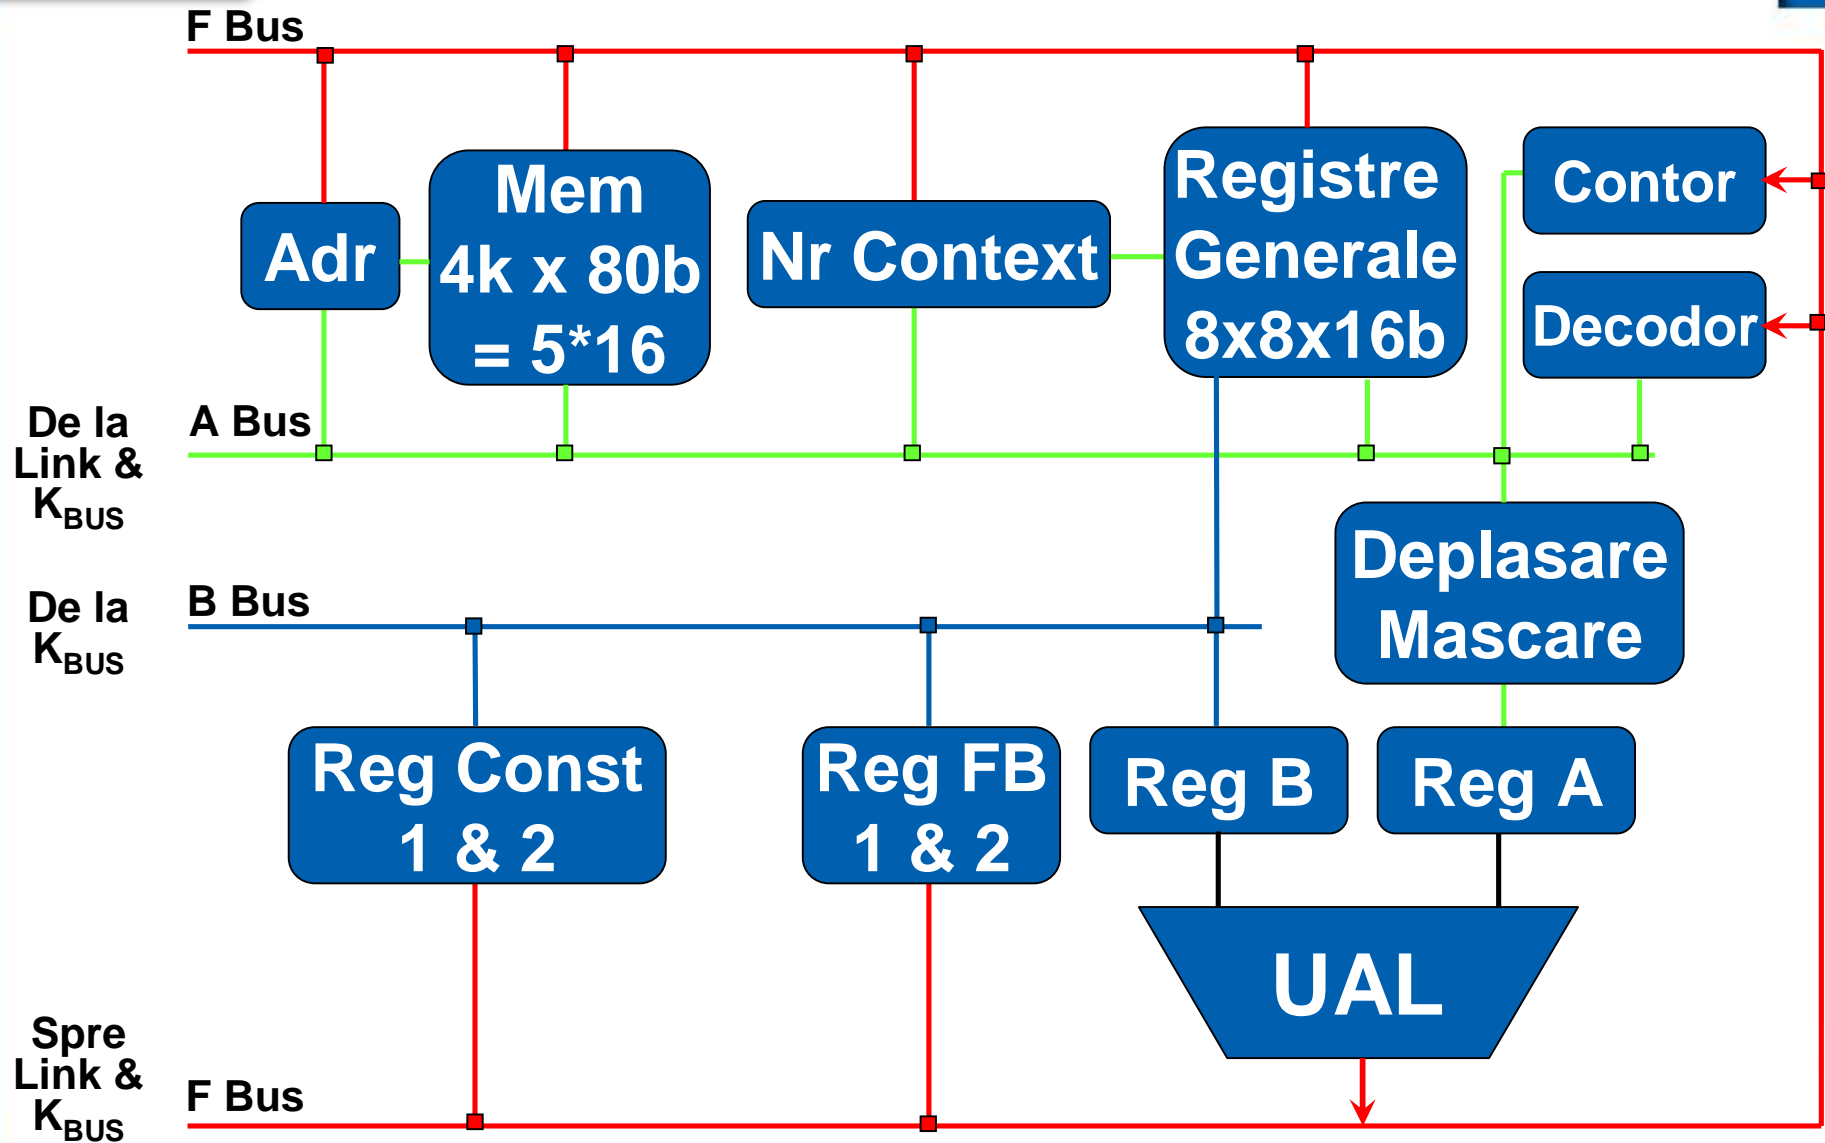 F Bus
Adr
Mem
4k x 80b
= 5*16
Nr Context
Registre
Generale
8x8x16b
Contor
Decodor
De la
Link &
KBUS
A Bus
Deplasare
Mascare
De la
KBUS
B Bus
Reg Const
1 & 2
Reg FB
1 & 2
Reg B
Reg A
UAL
Spre
Link &
KBUS
F Bus